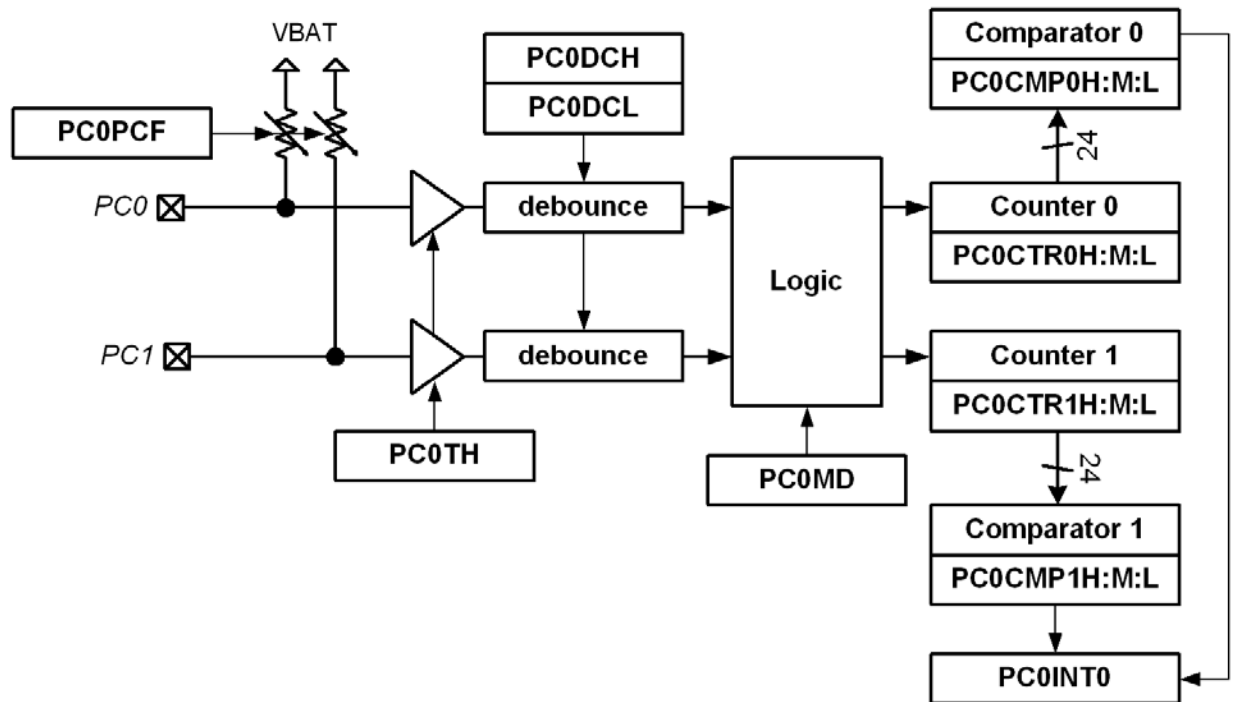 VBAT
PC0PCF
PC0DCH
PC0DCL
Comparator 0
PC0CMP0H:M:L
24
PC0
debounce
Logic
Counter 0
PC0CTR0H:M:L
PC1
debounce
Counter 1
PC0CTR1H:M:L
PC0TH
PC0MD
24
Comparator 1
PC0CMP1H:M:L
PC0INT0